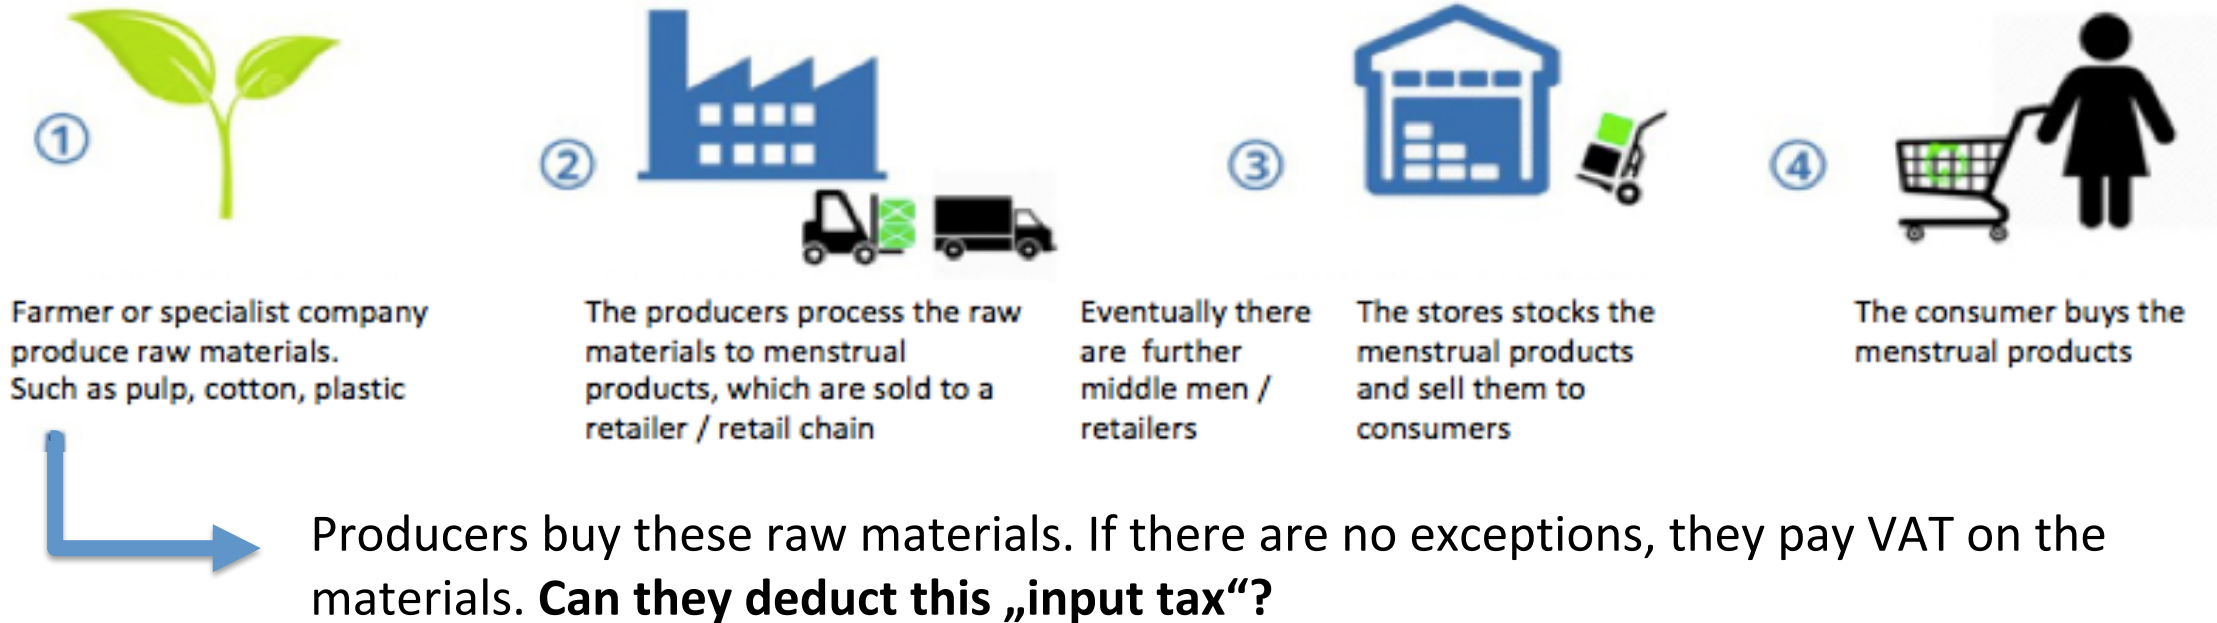 ①
Farmer or specialist company
produce raw materials.
Such as pulp, cotton, plastic
②
The producers process the raw
materials to menstrual
products, which are sold to a
retailer / retail chain
Eventually there
are further
middle men /
retailers
③
The stores stocks the
menstrual products
and sell them to
consumers
④
The consumer buys the
menstrual products
Producers buy these raw materials. If there are no exceptions, they pay VAT on the
materials. Can they deduct this „input tax“?